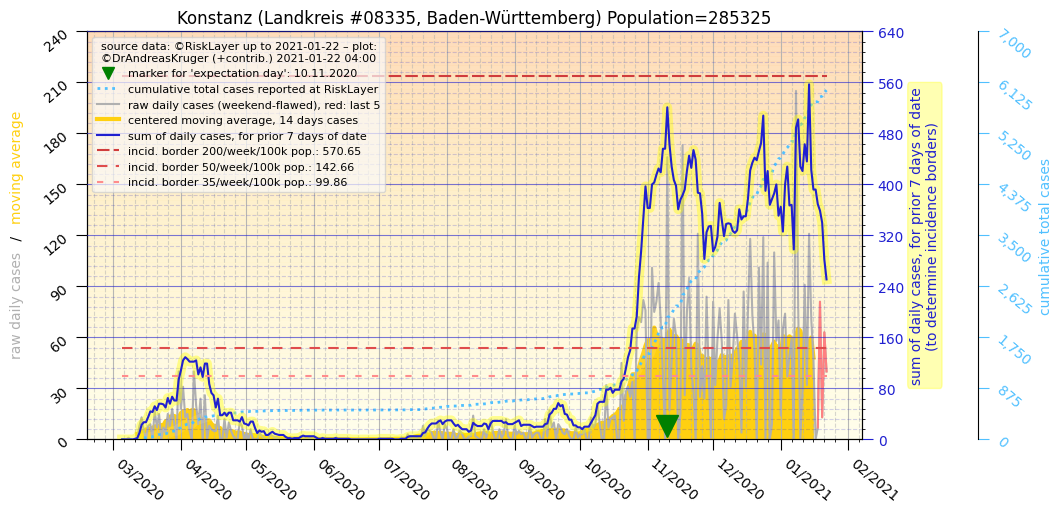 Konstanz (Landkreis #08335, Baden-Württemberg) Population=285325
source data: ©RiskLayer up to 2021-01-22 – plot:
©DrAndreasKruger (+contrib.) 2021-01-22 04:00
marker for 'expectation day': 10.11.2020
cumulative total cases reported at RiskLayer
raw daily cases (weekend-flawed), red: last 5
centered moving average, 14 days cases
sum of daily cases, for prior 7 days of date
incid. border 200/week/100k pop.: 570.65
incid. border 50/week/100k pop.: 142.66
incid. border 35/week/100k pop.: 99.86
raw daily cases / moving average
240
210
180
150
120
90
60
30
0
03/2020
04/2020
05/2020
06/2020
07/2020
08/2020
09/2020
10/2020
11/2020
12/2020
01/2021
02/2021
640
560
480
400
320
240
160
80
0
sum of daily cases, for prior 7 days of date
(to determine incidence borders)
7,000
6,125
5,250
4,375
3,500
2,625
1,750
875
0
cumulative total cases